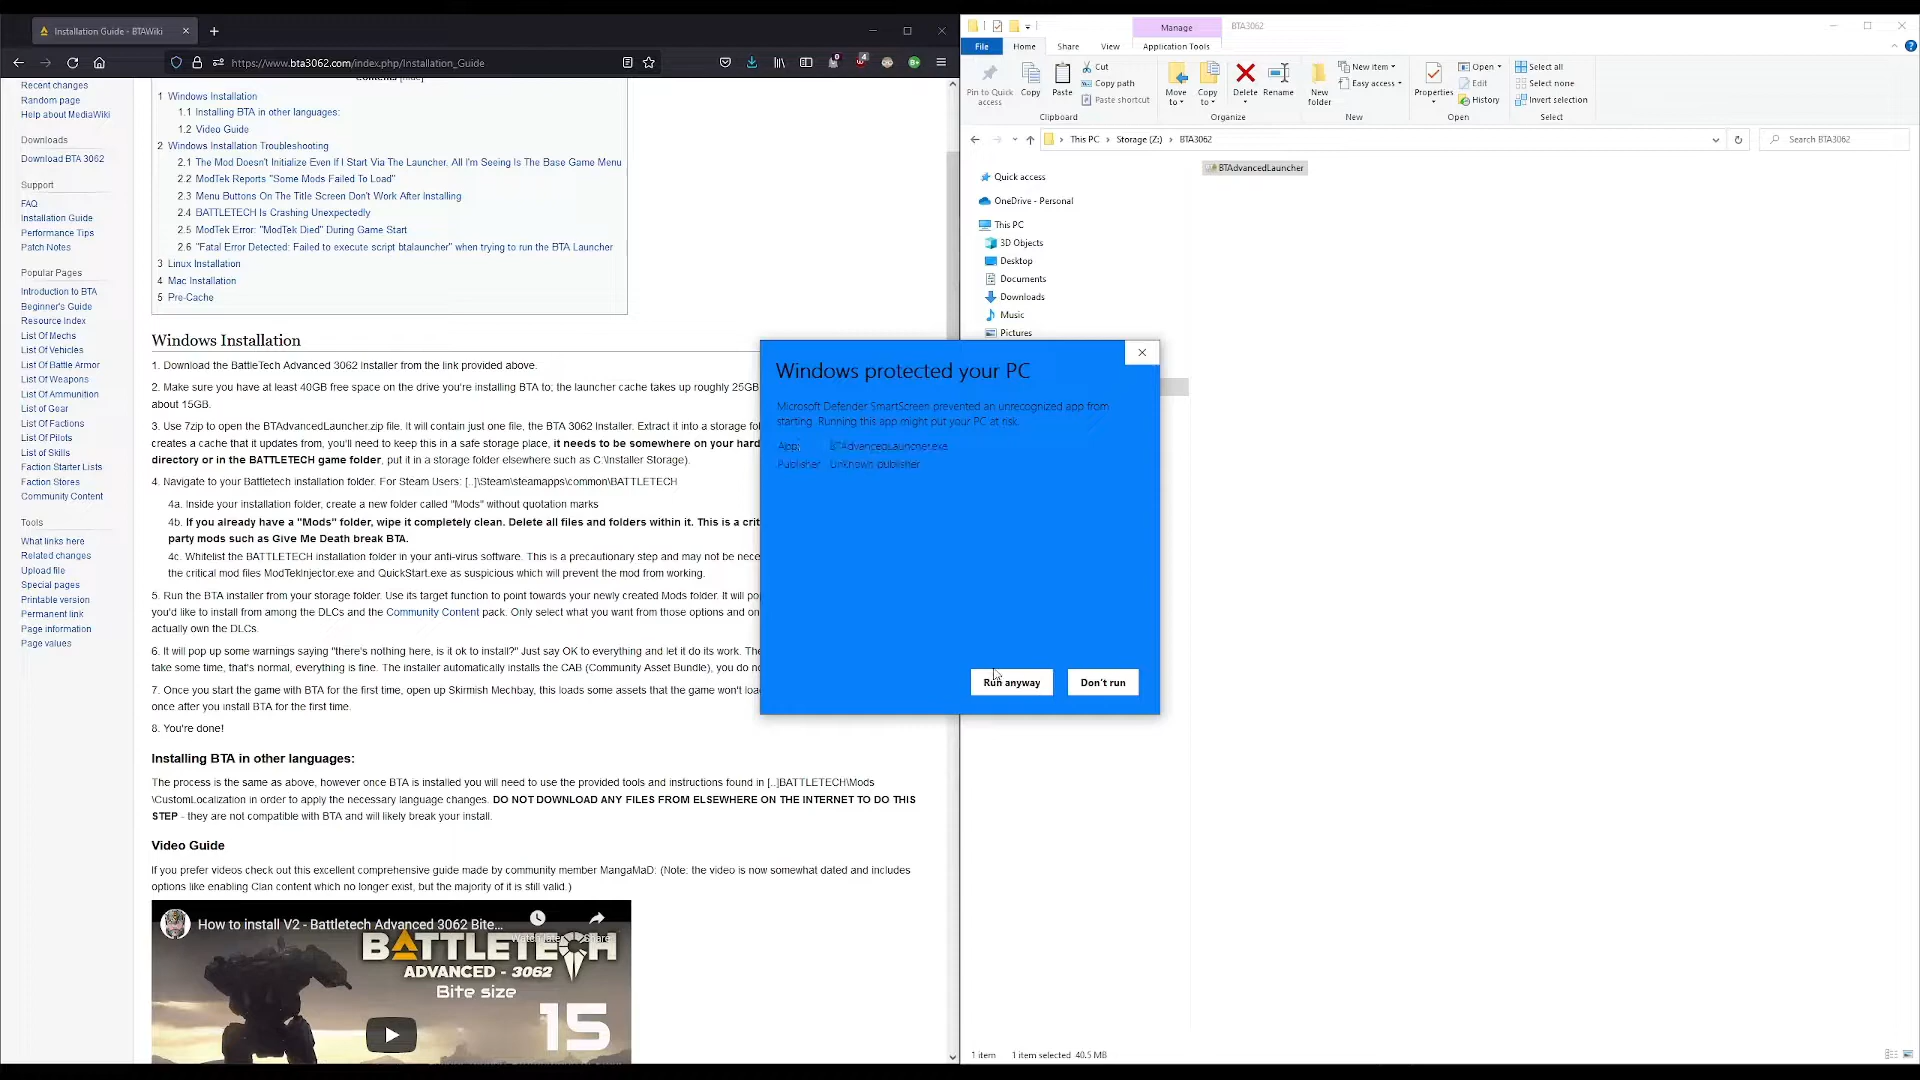 Installation Guide - BTAWiki
https://www.bta3062.com/index.php/Installation_Guide
Recent changes
Random page
Help about MediaWiki
Downloads
Download BTA 3062
Support
FAQ
Installation Guide
Performance Tips
Patch Notes
Popular Pages
Introduction to BTA
Beginner's Guide
Resource Index
List Of Mechs
List Of Vehicles
List Of Battle Armor
List Of Weapons
List Of Ammunition
List of Gear
List Of Factions
List Of Pilots
List of Skills
Faction Starter Lists
Faction Stores
Community Content
Tools
What links here
Related changes
Upload file
Special pages
Printable version
Permanent link
Page information
Page values
Contents [hide]
1 Windows Installation
1.1 Installing BTA in other languages:
1.2 Video Guide
2 Windows Installation Troubleshooting
2.1 The Mod Doesn't Initialize Even If I Start Via The Launcher. All I'm Seeing Is The Base Game Menu
2.2 ModTek Reports "Some Mods Failed To Load"
2.3 Menu Buttons On The Title Screen Don't Work After Installing
2.4 BATTLETECH Is Crashing Unexpectedly
2.5 ModTek Error: "ModTek Died" During Game Start
2.6 "Fatal Error Detected: Failed to execute script btalauncher" when trying to run the BTA Launcher
3 Linux Installation
4 Mac Installation
5 Pre-Cache
Windows Installation
1. Download the BattleTech Advanced 3062 Installer from the link provided above.
2. Make sure you have at least 40GB free space on the drive you're installing BTA to; the launcher cache takes up roughly 25GB
about 15GB.
3. Use 7zip to open the BTAdvancedLauncher.zip file. It will contain just one file, the BTA 3062 Installer. Extract it into a storage fol
creates a cache that it updates from, you'll need to keep this in a safe storage place, it needs to be somewhere on your hard
directory or in the BATTLETECH game folder, put it in a storage folder elsewhere such as C:\Installer Storage).
4. Navigate to your Battletech installation folder. For Steam Users: [..]\Steam\steamapps\common\BATTLETECH
4a. Inside your installation folder, create a new folder called "Mods" without quotation marks
4b. If you already have a "Mods" folder, wipe it completely clean. Delete all files and folders within it. This is a crit
party mods such as Give Me Death break BTA.
4c. Whitelist the BATTLETECH installation folder in your anti-virus software. This is a precautionary step and may not be nece
the critical mod files ModTekInjector.exe and QuickStart.exe as suspicious which will prevent the mod from working.
5. Run the BTA installer from your storage folder. Use its target function to point towards your newly created Mods folder. It will po
you'd like to install from among the DLCs and the Community Content pack. Only select what you want from those options and on
actually own the DLCs.
6. It will pop up some warnings saying "there's nothing here, is it ok to install?" Just say OK to everything and let it do its work. The
take some time, that's normal, everything is fine. The installer automatically installs the CAB (Community Asset Bundle), you do no
7. Once you start the game with BTA for the first time, open up Skirmish Mechbay, this loads some assets that the game won't loa
once after you install BTA for the first time.
8. You're done!
Installing BTA in other languages:
The process is the same as above, however once BTA is installed you will need to use the provided tools and instructions found in [..]BATTLETECH\Mods
\CustomLocalization in order to apply the necessary language changes. DO NOT DOWNLOAD ANY FILES FROM ELSEWHERE ON THE INTERNET TO DO THIS
STEP - they are not compatible with BTA and will likely break your install.
Video Guide
If you prefer videos check out this excellent comprehensive guide made by community member MangaMaD: (Note: the video is now somewhat dated and includes
options like enabling Clan content which no longer exist, but the majority of it is still valid.)
How to install V2 - Battletech Advanced 3062 Bite...
Watch later
Share
BATTLETECH
ADVANCED - 3062
Bite size
15
Manage
BTA3062
File
Home
Share
View
Application Tools
Pin to Quick
access
Copy
Paste
Cut
Copy path
Paste shortcut
Clipboard
Move
to
Copy
to
Delete
Rename
Organize
New
folder
New item
Easy access
New
Properties
Open
Edit
History
Open
Select all
Select none
Invert selection
Select
This PC
Storage (Z:)
BTA3062
Search BTA3062
Quick access
OneDrive - Personal
This PC
3D Objects
Desktop
Documents
Downloads
Music
Pictures
BTAdvancedLauncher
Windows protected your PC
Microsoft Defender SmartScreen prevented an unrecognized app from
starting. Running this app might put your PC at risk.
App: BTAdvancedLauncher.exe
Publisher: Unknown publisher
Run anyway
Don't run
1 item
1 item selected 40.5 MB